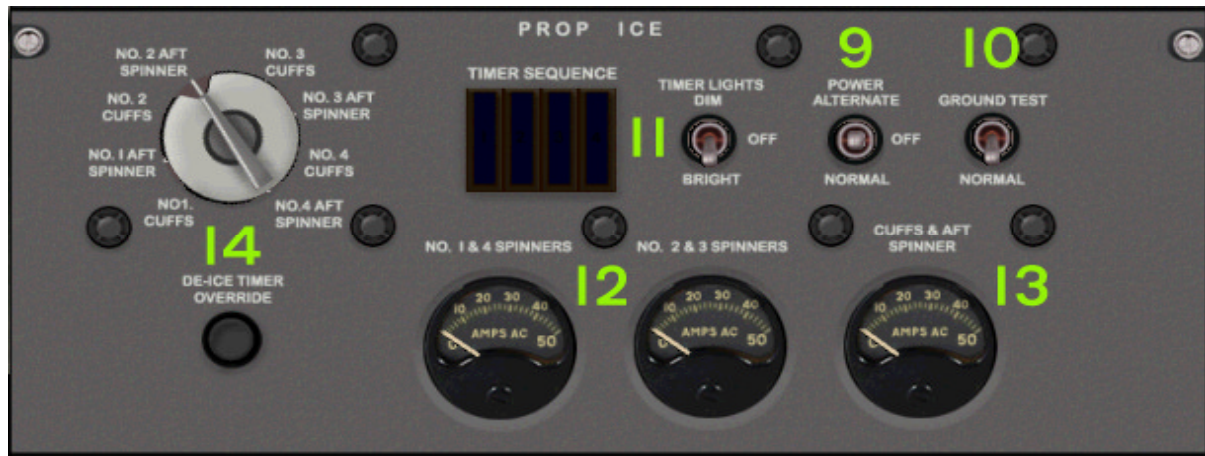 PROP ICE
NO. 2 AFT
SPINNER
NO. 3
CUFFS
NO. 2
CUFFS
NO. 3 AFT
SPINNER
NO. 1 AFT
SPINNER
NO. 4
CUFFS
NO1.
CUFFS
NO.4 AFT
SPINNER
14
DE-ICE TIMER
OVERRIDE
TIMER SEQUENCE
11
TIMER LIGHTS
DIM
OFF
BRIGHT
9
POWER
ALTERNATE
OFF
NORMAL
10
GROUND TEST
NORMAL
NO. 1 & 4 SPINNERS
0 10 20 30 40 50
AMPS AC
12
NO. 2 & 3 SPINNERS
0 10 20 30 40 50
AMPS AC
CUFFS & AFT
SPINNER
13
0 10 20 30 40 50
AMPS AC